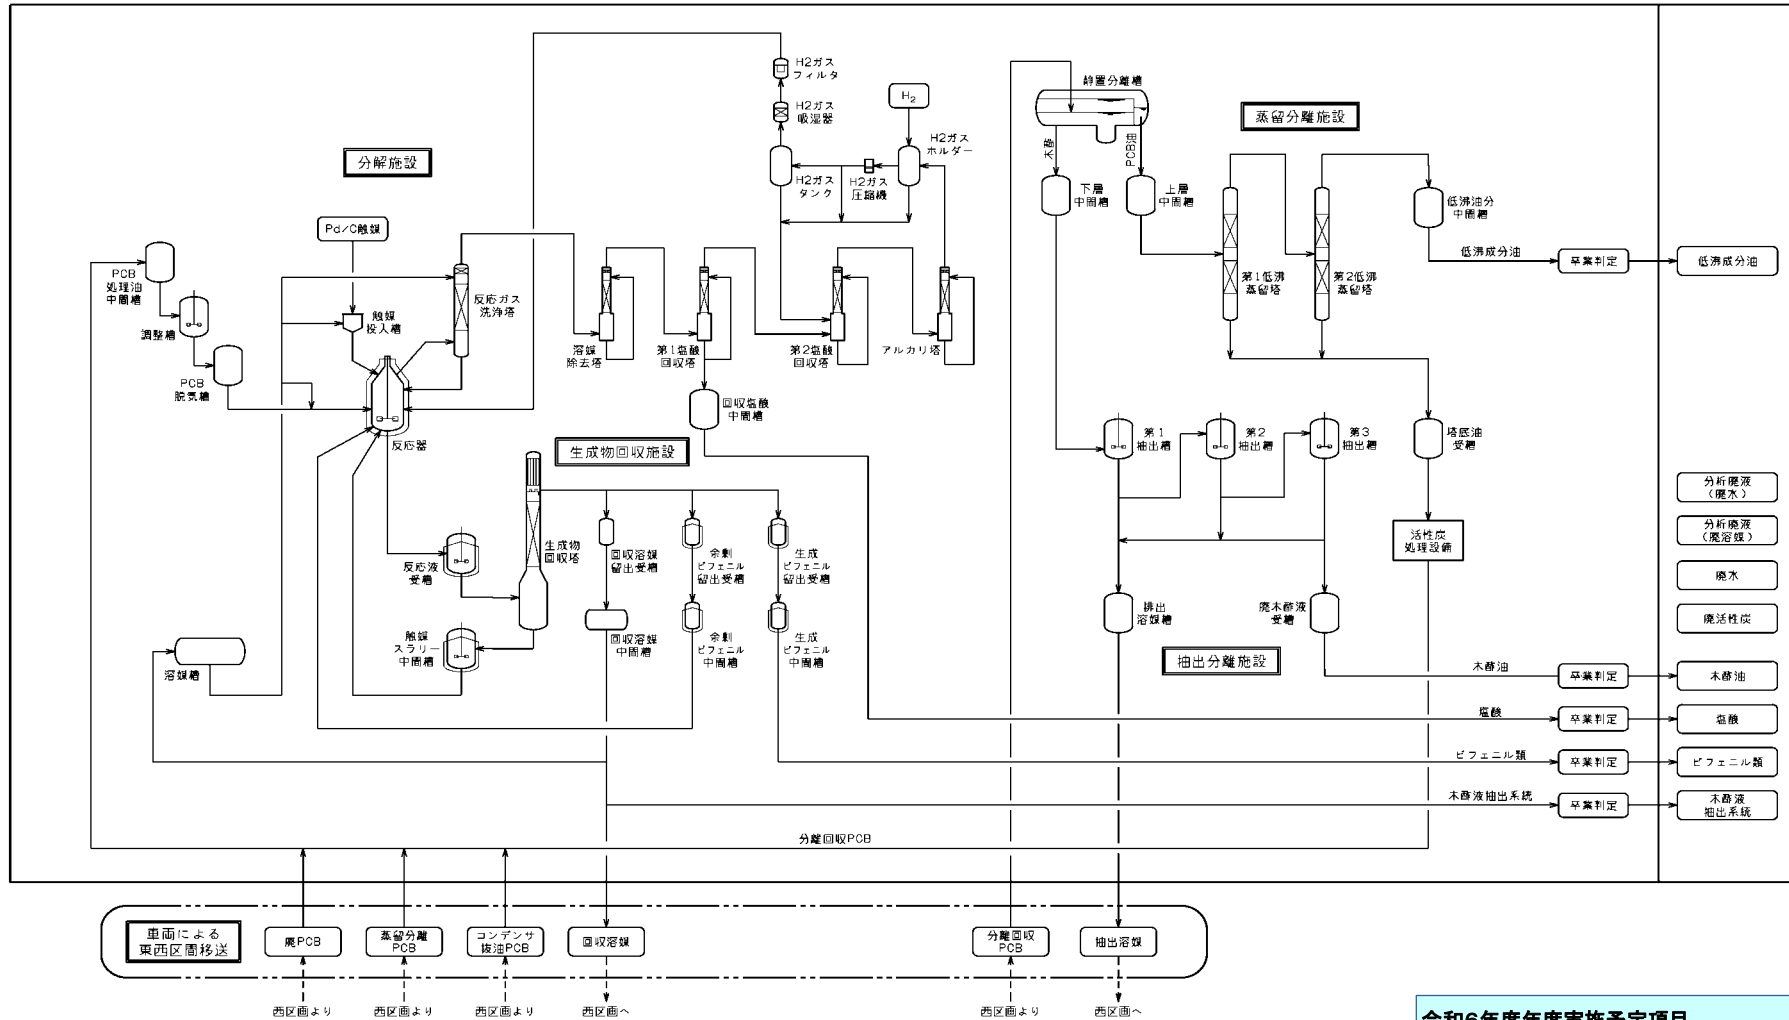 H2ガス
フィルタ
H2ガス
吸湿器
H₂
H2ガス
ホルダー
H2ガス
タンク
H2ガス
圧縮機
静置分離槽
蒸留分離施設
分解施設
木酢
PCB油
下層
中間槽
上層
中間槽
低沸油分
中間槽
Pd/C触媒
PCB
処理油
中間槽
調整槽
PCB
脱気槽
触媒
投入槽
反応ガス
洗浄塔
溶媒
除去塔
第1塩酸
回収塔
第2塩酸
回収塔
アルカリ塔
第1低沸
蒸留塔
第2低沸
蒸留塔
低沸成分油
卒業判定
低沸成分油
反応器
回収塩酸
中間槽
生成物回収施設
第1
抽出槽
第2
抽出槽
第3
抽出槽
塔底油
受槽
分析廃液
(廃水)
分析廃液
(廃溶媒)
廃水
廃活性炭
活性炭
処理設備
反応液
受槽
生成物
回収塔
回収溶媒
留出受槽
余剰
ビフェニル
留出受槽
生成
ビフェニル
留出受槽
触媒
スラリー
中間槽
回収溶媒
中間槽
余剰
ビフェニル
中間槽
生成
ビフェニル
中間槽
溶媒槽
排出
溶媒槽
廃木酢液
受槽
抽出分離施設
木酢油
卒業判定
木酢油
塩酸
卒業判定
塩酸
ビフェニル類
卒業判定
ビフェニル類
木酢液抽出系統
卒業判定
木酢液
抽出系統
分離回収PCB
車両による
東西区間移送
廃PCB
蒸留分離
PCB
コンデンサ
抜油PCB
回収溶媒
分離回収
PCB
抽出溶媒
西区画より
西区画より
西区画より
西区画へ
西区画より
西区画へ
令和6年度年度実施予定項目